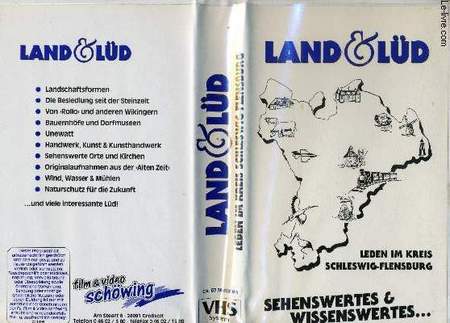 LAND & LÜD
Landschaftsformen
Die Besiedlung seit der Steinzeit
Von ›Rollo‹ und anderen Wikingern
Bauernhöfe und Dorfmuseen
Unewatt
Handwerk, Kunst & Kunsthandwerk
Sehenswerte Orte und Kirchen
Originalaufnahmen aus der ›Alten Zeit‹
Wind, Wasser & Mühlen
Naturschutz für die Zukunft
...und viele interessante Lüd!
film & video
schöwing
Telefon
LAND & LÜD
LEBEN IM KREIS SCHLESWIG-FLENSBURG
VHS
LAND & LÜD
LEBEN IM KREIS
SCHLESWIG-FLENSBURG
SEHENSWERTES &
WISSENSWERTES...
Le-livre.com